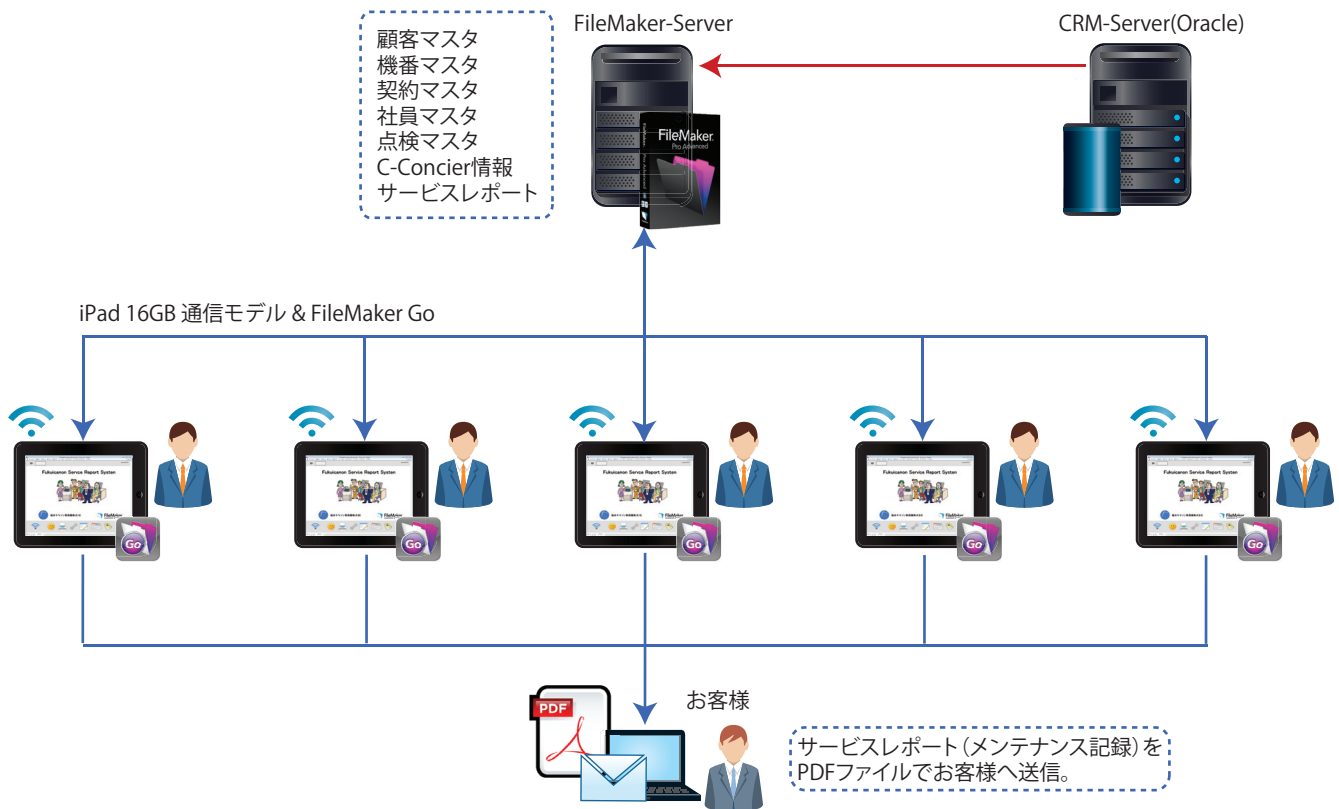 FileMaker-Server
CRM-Server(Oracle)
顧客マスタ
機番マスタ
契約マスタ
社員マスタ
点検マスタ
C-Concier情報
サービスレポート
FileMaker
Pro Advanced
iPad 16GB 通信モデル & FileMaker Go
Fukuicanon Service Report System
FileMaker
Go
Fukuicanon Service Report System
FileMaker
Go
Fukuicanon Service Report System
FileMaker
Go
Fukuicanon Service Report System
FileMaker
Go
Fukuicanon Service Report System
FileMaker
Go
PDF
お客様
サービスレポート（メンテナンス記録）を
PDFファイルでお客様へ送信。